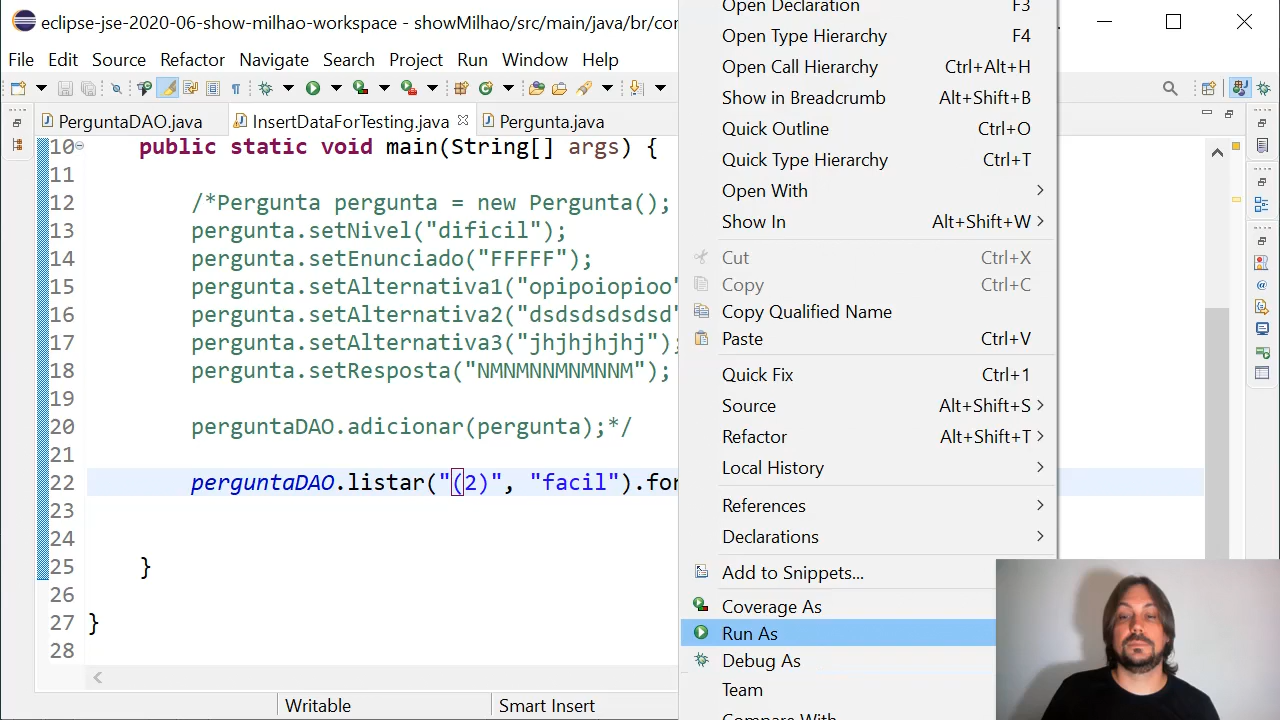 eclipse-jse-2020-06-show-milhao-workspace - showMilhao/src/main/java/br/cor
File Edit Source Refactor Navigate Search Project Run Window Help
PerguntaDAO.java InsertDataForTesting.java Pergunta.java
10 public static void main(String[] args) {
11
12 /*Pergunta pergunta = new Pergunta();
13 pergunta.setNivel("dificil");
14 pergunta.setEnunciado("FFFFF");
15 pergunta.setAlternativa1("opipoiopioo"
16 pergunta.setAlternativa2("dsdsdsdsdsd"
17 pergunta.setAlternativa3("jhjhjhjhj");
18 pergunta.setResposta("NMNMNNMNMNNM");
19
20 perguntaDAO.adicionar(pergunta);*/
21
22 perguntaDAO.listar("(2)", "facil").for
23
24
25 }
26
27 }
28
Writable Smart Insert
Open Declaration F3
Open Type Hierarchy F4
Open Call Hierarchy Ctrl+Alt+H
Show in Breadcrumb Alt+Shift+B
Quick Outline Ctrl+O
Quick Type Hierarchy Ctrl+T
Open With
Show In Alt+Shift+W
Cut Ctrl+X
Copy Ctrl+C
Copy Qualified Name
Paste Ctrl+V
Quick Fix Ctrl+1
Source Alt+Shift+S
Refactor Alt+Shift+T
Local History
References
Declarations
Add to Snippets...
Coverage As
Run As
Debug As
Team
Compare With